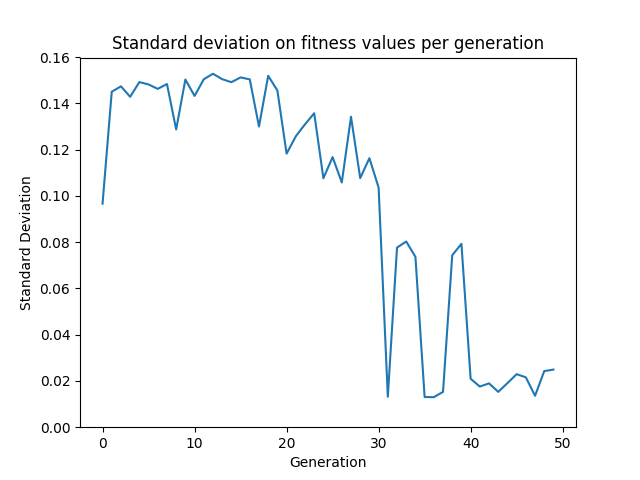 Standard deviation on fitness values per generation
0.16
0.14
0.12
0.10
0.08
0.06
0.04
0.02
0.00
Standard Deviation
0 10 20 30 40 50
Generation